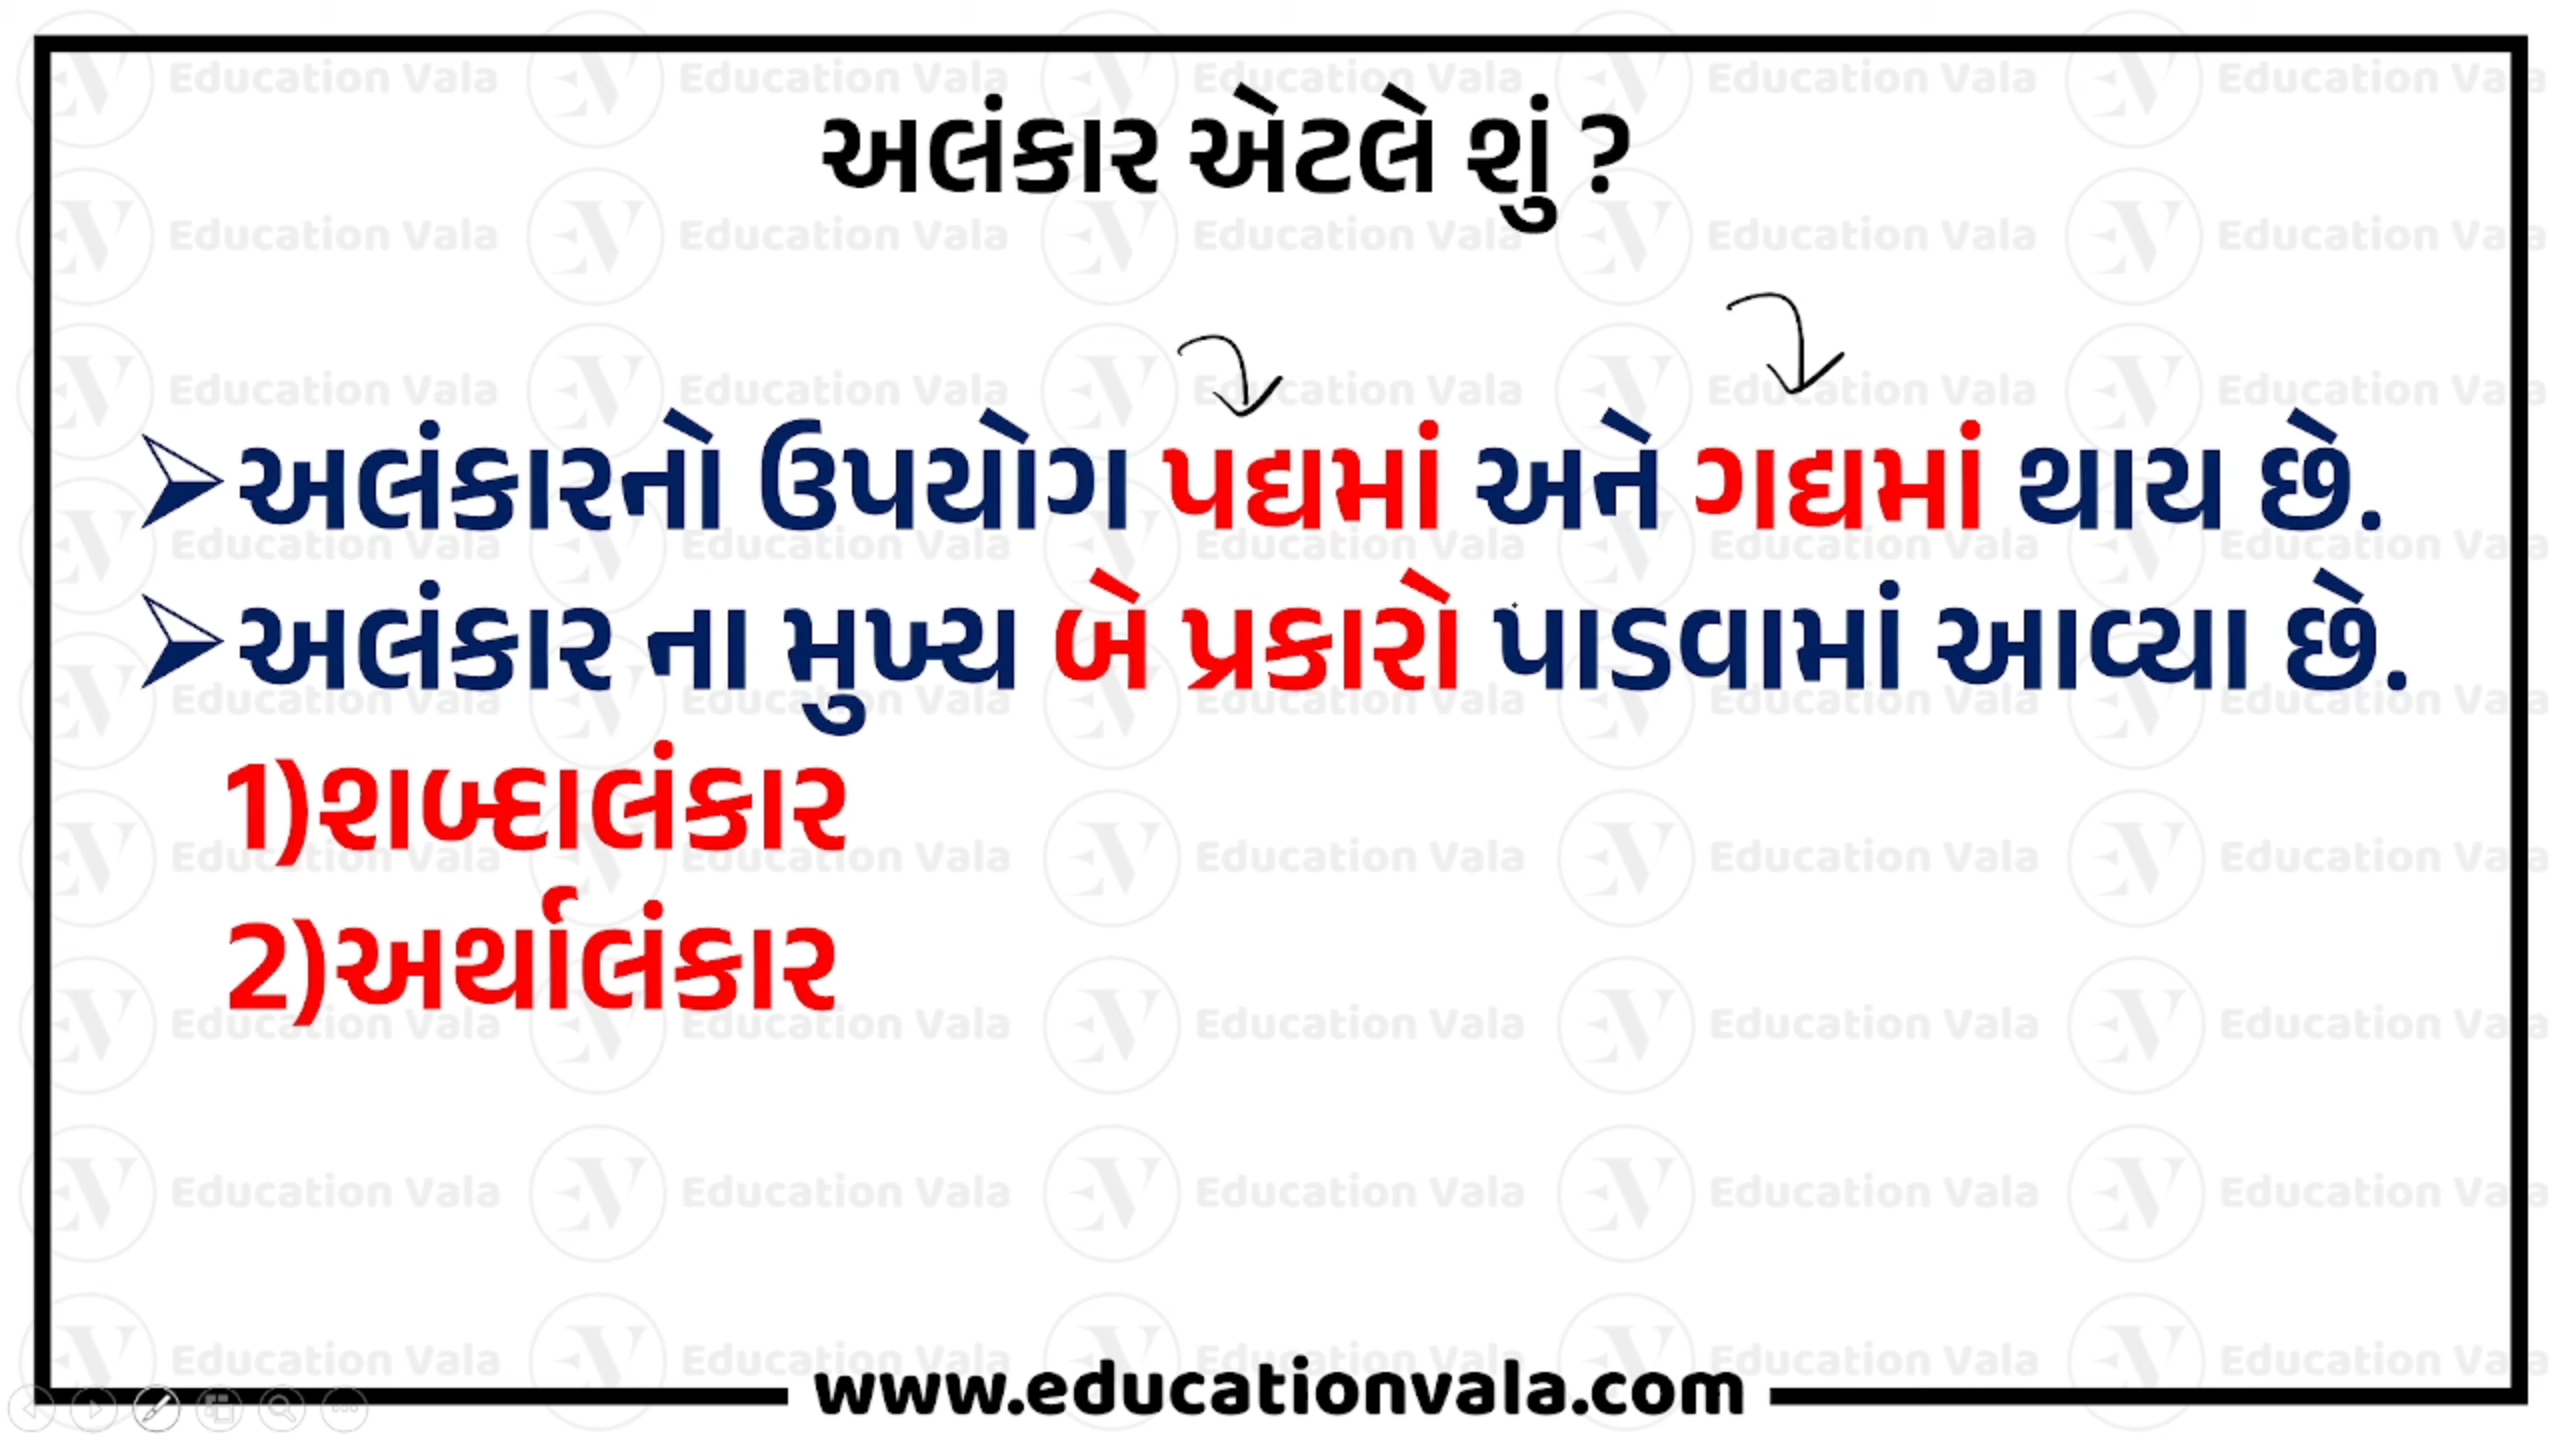 અલંકાર એટલે શું ?
➢અલંકારનો ઉપયોગ પદ્યમાં અને ગદ્યમાં થાય છે.
➢અલંકાર ના મુખ્ય બે પ્રકારો પાડવામાં આવ્યા છે.
1)શબ્દાલંકાર
2)અર્થાલંકાર
www.educationvala.com